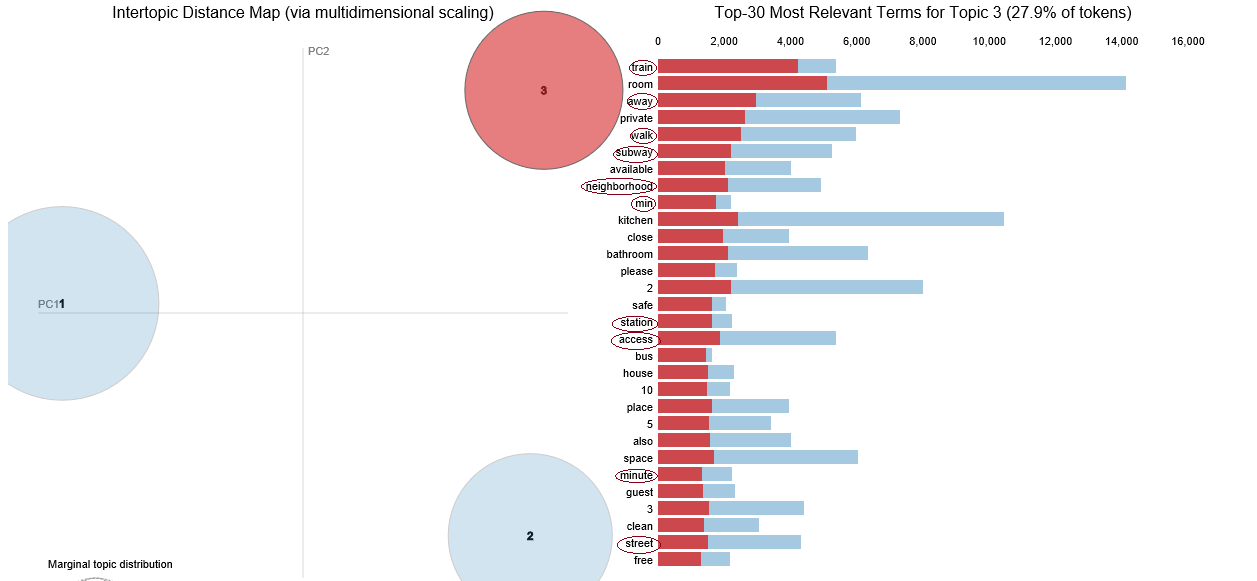 Intertopic Distance Map (via multidimensional scaling)
PC2
3
PC1
1
2
Marginal topic distribution
Top-30 Most Relevant Terms for Topic 3 (27.9% of tokens)
0 2,000 4,000 6,000 8,000 10,000 12,000 14,000 16,000
train
room
away
private
walk
subway
available
neighborhood
min
kitchen
close
bathroom
please
2
safe
station
access
bus
house
10
place
5
also
space
minute
guest
3
clean
street
free